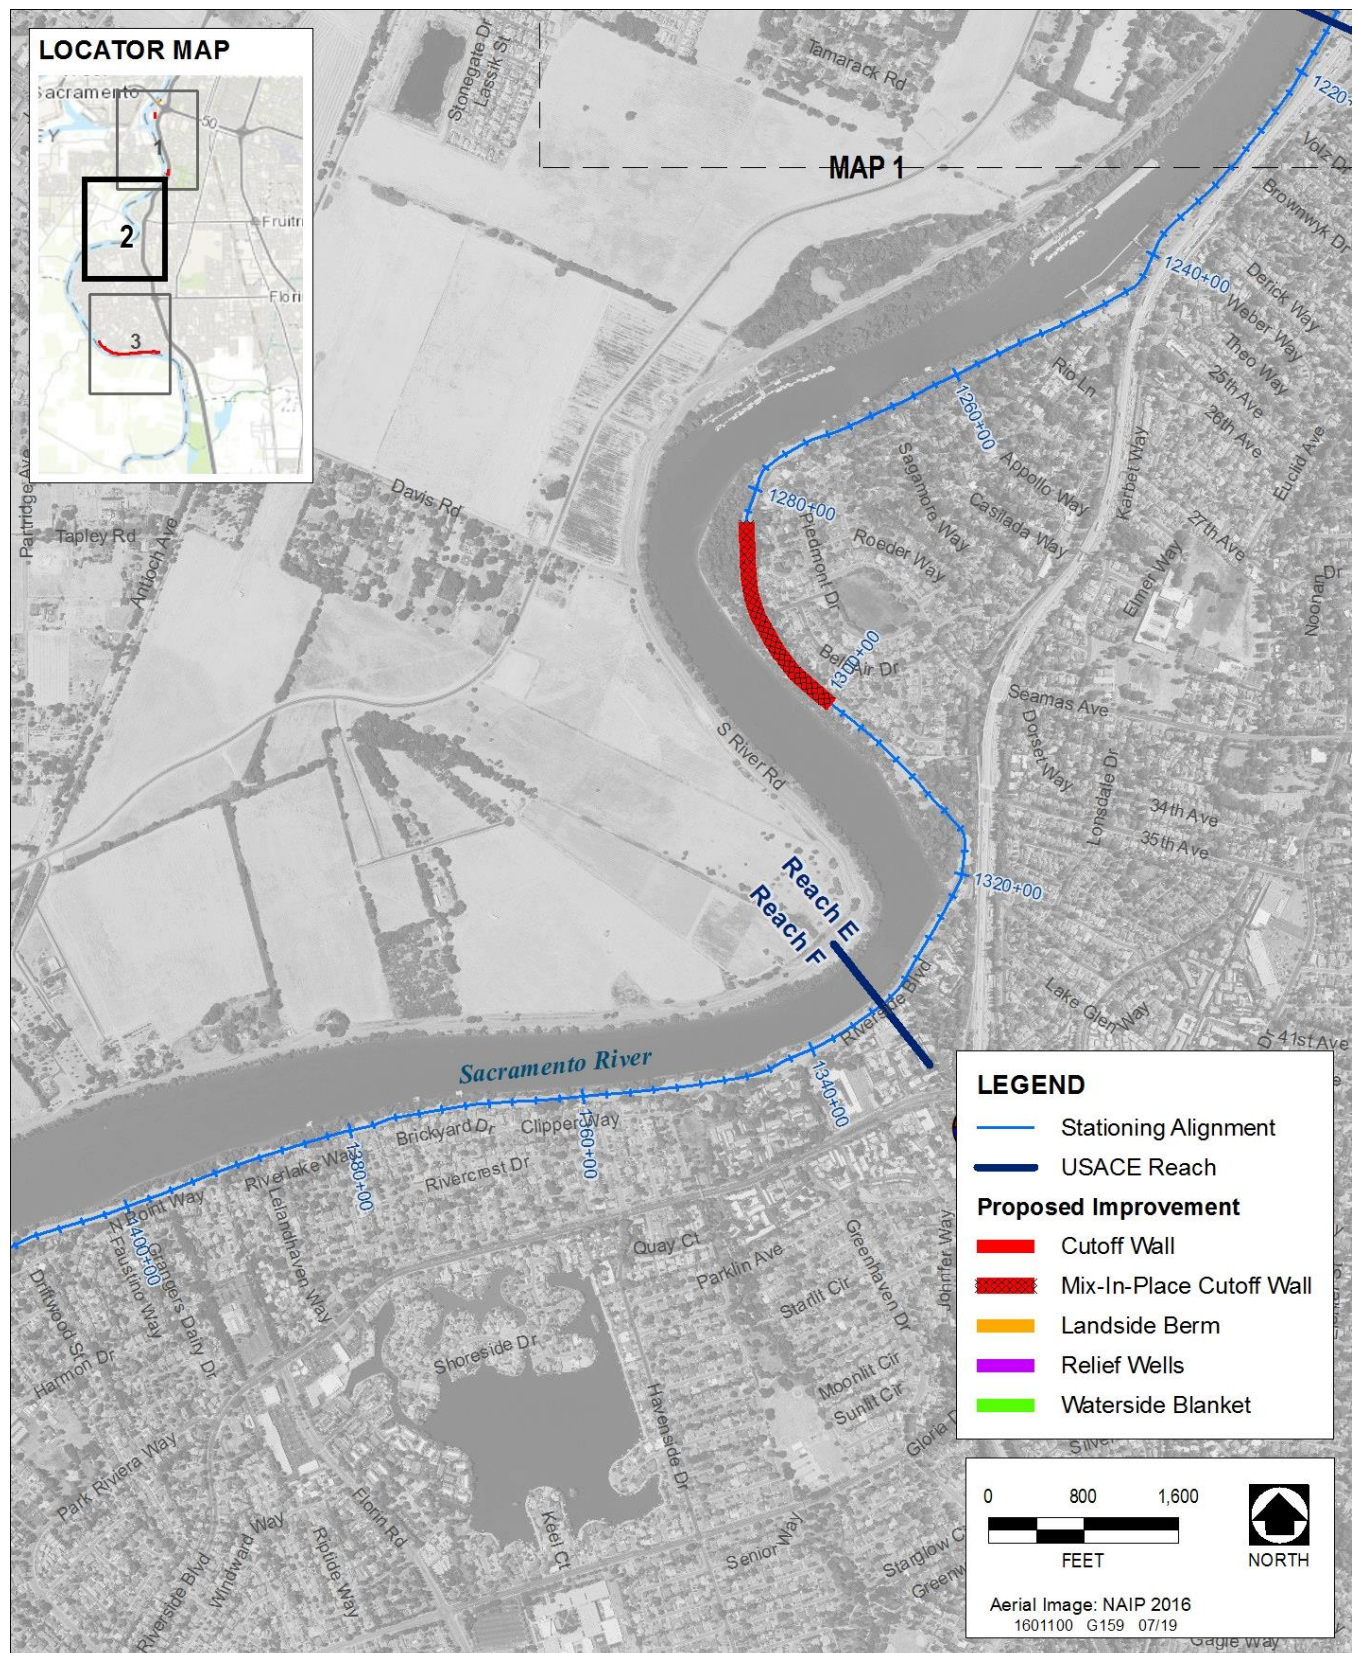 LOCATOR MAP
Sacramento
50
1
2
Fruitri
Flori
3
Stonegate Dr
Lassik St
Tamarack Rd
MAP 1
1220+
Volz Dr
Brownwyk Dr
1240+00
Derick Way
Weber Way
Theo Way
25th Ave
26th Ave
Euclid Ave
Rio Ln
Karbet Way
1260+00
Appollo Way
Sagamore Way
Casilada Way
27th Ave
Elmer Way
Noonan Dr
Partridge Ave
Tapley Rd
Antioch Ave
Davis Rd
1280+00
Piedmont Dr
Roeder Way
Bell Air Dr
1300+00
Seamas Ave
Dorset Way
Lonsdale Dr
34th Ave
35th Ave
S River Rd
1320+00
Reach E
Reach F
Riverside Blvd
Lake Glen Way
41st Ave
Dr
Sacramento River
1340+00
1360+00
1380+00
1400+00
Brickyard Dr
Clipper Way
Riverlake Way
Rivercrest Dr
N Point Way
Lelandhaven Way
Faustino Way
Grangers Dairy Dr
Driftwood St
Harmon Dr
Quay Ct
Parklin Ave
Starlit Cir
Greenhaven Dr
Johnfer Way
Shoreside Dr
Moonlit Cir
Sunlit Cir
Havenside Dr
Gloria D
Park Riviera Way
Florin Rd
Windward Way
Riverside Blvd
Riptide Way
Keel Ct
Senior Way
Starglow C
Greenw
Silver
Gagle Way
LEGEND
Stationing Alignment
USACE Reach
Proposed Improvement
Cutoff Wall
Mix-In-Place Cutoff Wall
Landside Berm
Relief Wells
Waterside Blanket
0 800 1,600
FEET
NORTH
Aerial Image: NAIP 2016
1601100 G159 07/19